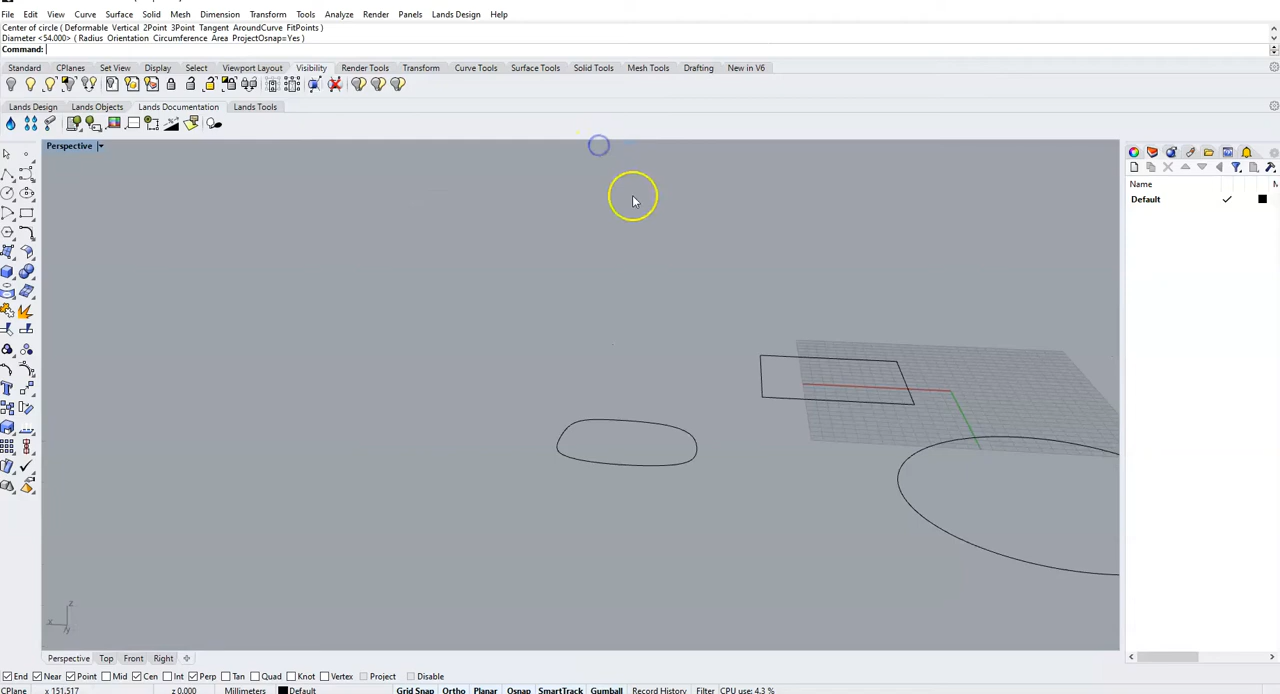 File Edit View Curve Surface Solid Mesh Dimension Transform Tools Analyze Render Panels Lands Design Help
Center of circle ( Deformable Vertical 2Point 3Point Tangent AroundCurve FitPoints )
Diameter <54.000> ( Radius Orientation Circumference Area ProjectOsnap=Yes )
Command:
Standard CPlanes Set View Display Select Viewport Layout Visibility Render Tools Transform Curve Tools Surface Tools Solid Tools Mesh Tools Drafting New in V6
Lands Design Lands Objects Lands Documentation Lands Tools
Perspective
Name M
Default
z
x
y
Perspective Top Front Right
End Near Point Mid Cen Int Perp Tan Quad Knot Vertex Project Disable
CPlane x 151.517 z 0.000 Millimeters Default Grid Snap Ortho Planar Osnap SmartTrack Gumball Record History Filter CPU use: 4.3 %